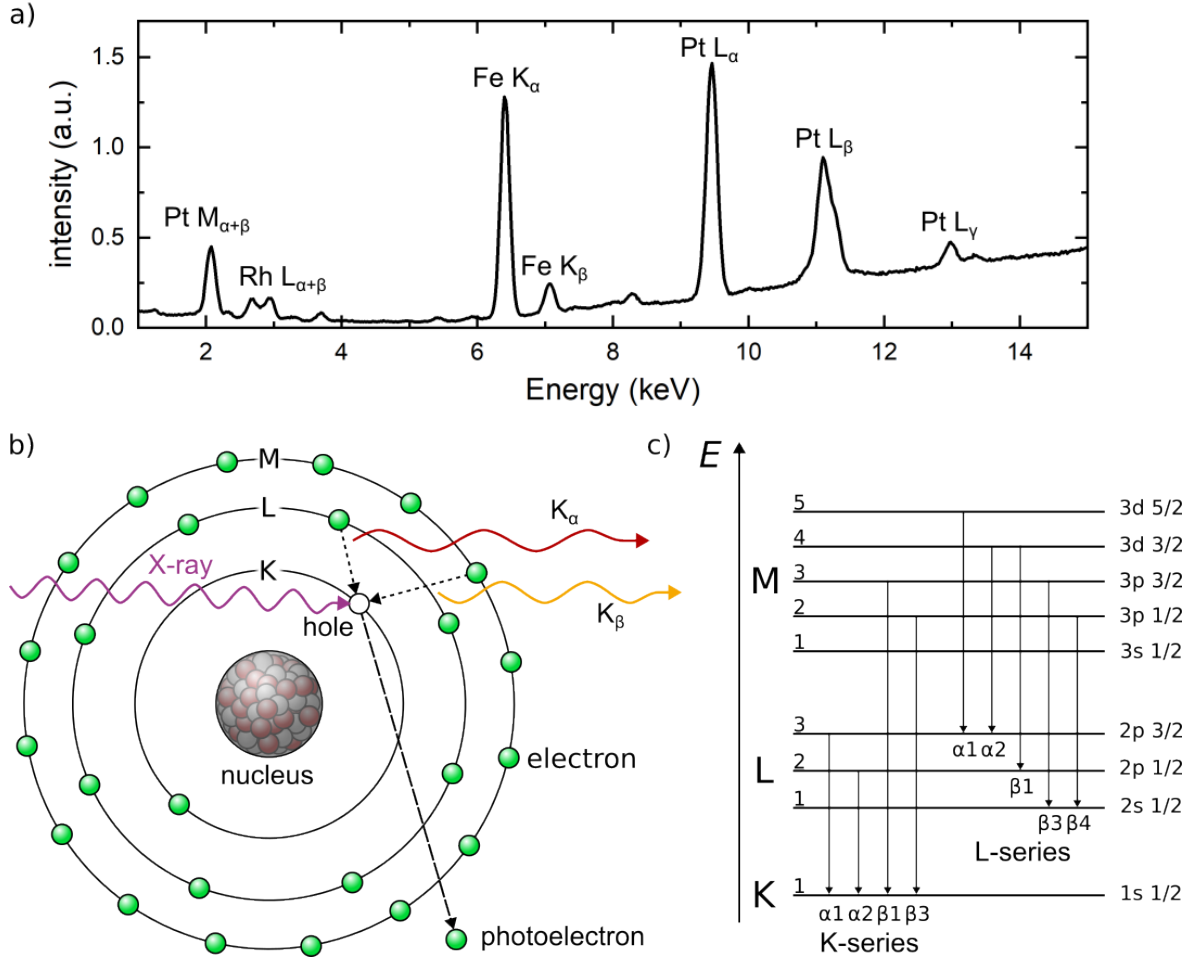 a)
intensity (a.u.)
1.5
1.0
0.5
0.0
Pt Mα+β
Rh Lα+β
Fe Kα
Fe Kβ
Pt Lα
Pt Lβ
Pt Lγ
2 4 6 8 10 12 14
Energy (keV)
b)
M
L
K
X-ray
hole
Kα
Kβ
nucleus
electron
photoelectron
c)
E
M
5 3d 5/2
4 3d 3/2
3 3p 3/2
2 3p 1/2
1 3s 1/2
L
3 2p 3/2
α1 α2
2 2p 1/2
β1
1 2s 1/2
β3 β4
L-series
K
1 1s 1/2
α1 α2 β1 β3
K-series